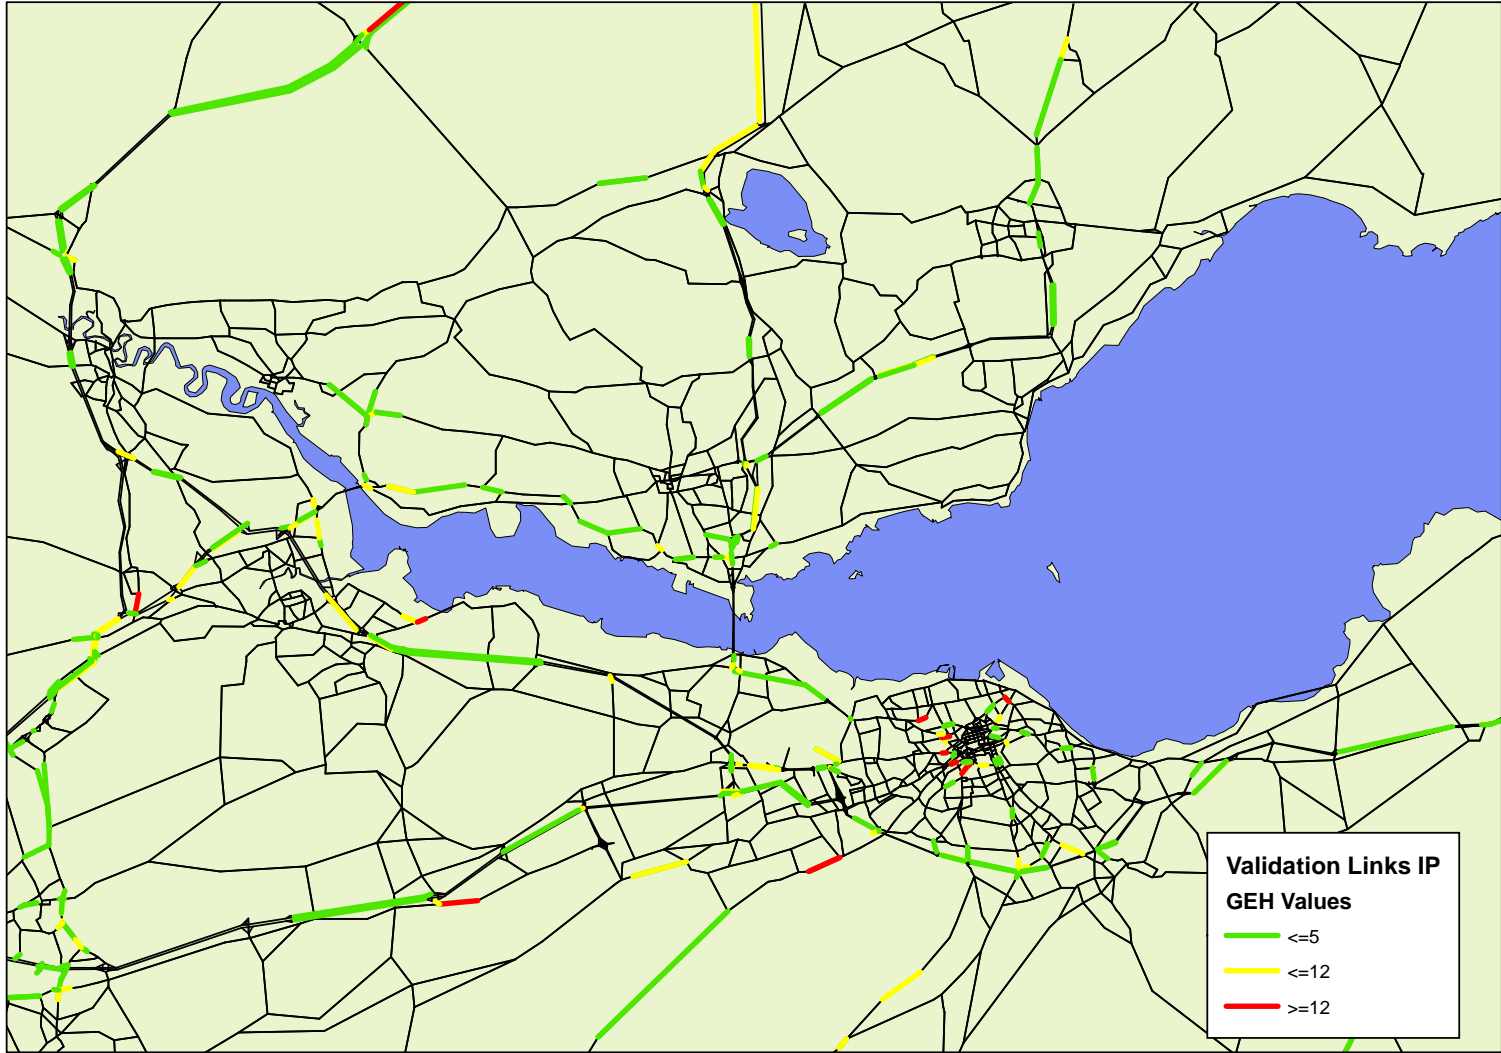 Validation Links IP
GEH Values
<=5
<=12
>=12